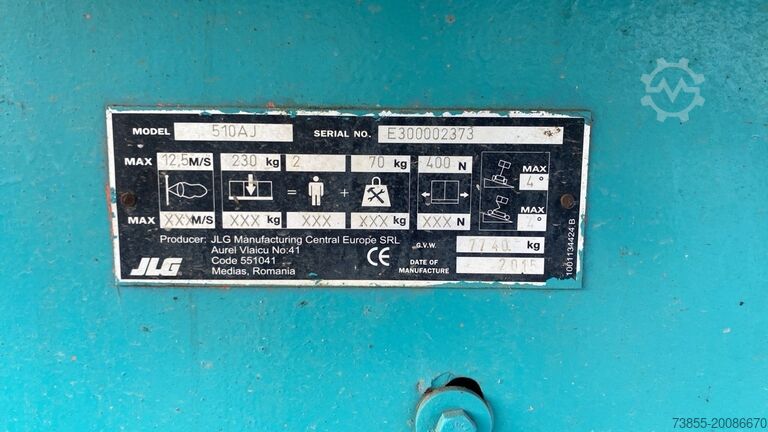 MODEL 510AJ SERIAL NO. E300002373
MAX 12,5 M/S 230 kg 2 70 kg 400 N MAX 4°
= +
MAX XXX M/S XXX kg XXX XXX kg XXX N MAX 4°
Producer: JLG Manufacturing Central Europe SRL
Aurel Vlaicu No:41
Code 551041
Medias, Romania
JLG
CE
G.V.W. 7740 kg
DATE OF MANUFACTURE 2015
1001134424 B
73855-20086670